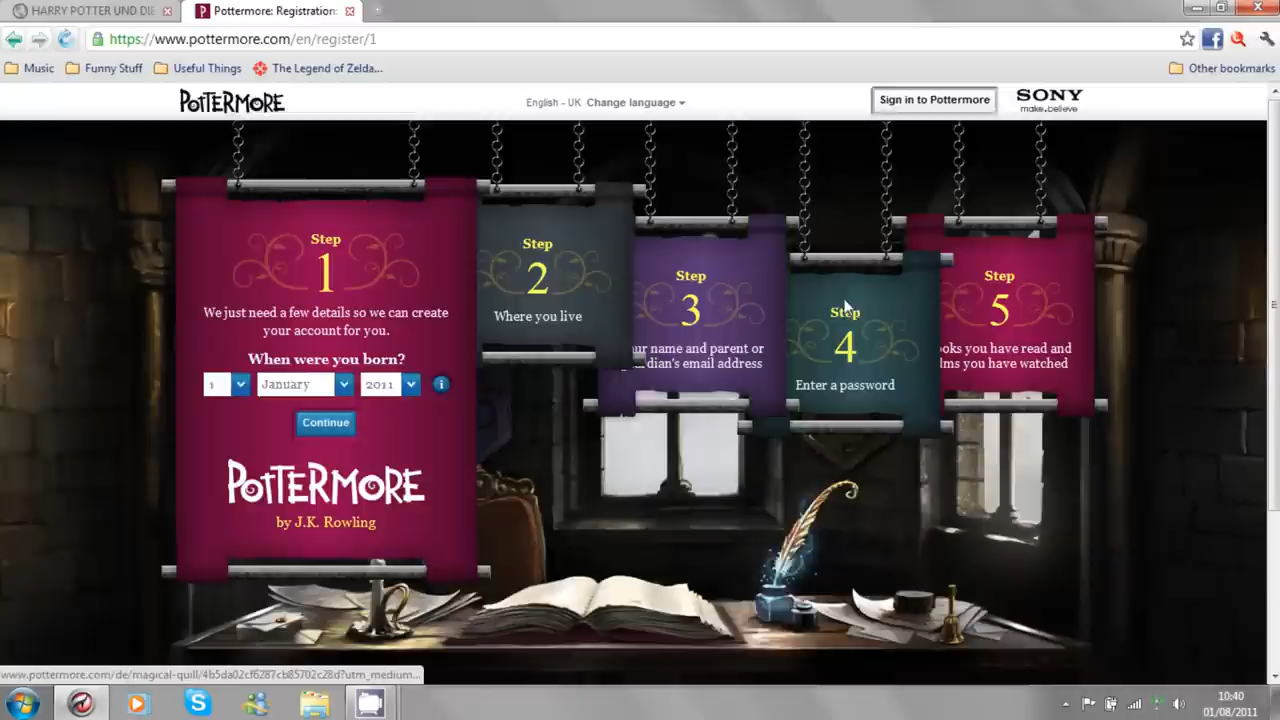 HARRY POTTER UND DIE
Pottermore: Registration:
https://www.pottermore.com/en/register/1
Music
Funny Stuff
Useful Things
The Legend of Zelda...
Other bookmarks
POTTERMORE
English - UK Change language
Sign in to Pottermore
SONY
make.believe
Step
1
We just need a few details so we can create
your account for you.
When were you born?
1 January 2011
Continue
POTTERMORE
by J.K. Rowling
Step
2
Where you live
Step
3
ur name and parent or
guardian's email address
Step
4
Enter a password
Step
5
ooks you have read and
lms you have watched
www.pottermore.com/de/magical-quill/4b5da02cf6287cb85702c28d?utm_medium...
10:40
01/08/2011